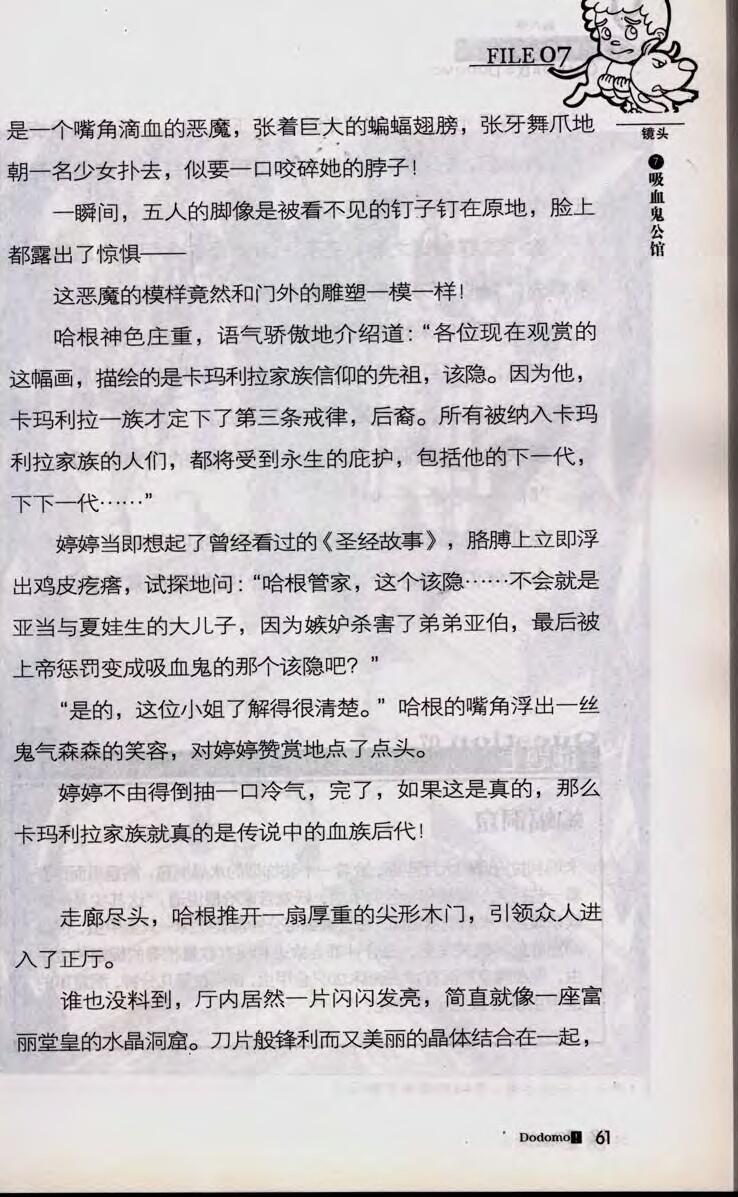 FILE 07
镜头
❼吸血鬼公馆
是一个嘴角滴血的恶魔，张着巨大的蝙蝠翅膀，张牙舞爪地
朝一名少女扑去，似要一口咬碎她的脖子！
一瞬间，五人的脚像是被看不见的钉子钉在原地，脸上
都露出了惊惧——
这恶魔的模样竟然和门外的雕塑一模一样！
哈根神色庄重，语气骄傲地介绍道：“各位现在观赏的
这幅画，描绘的是卡玛利拉家族信仰的先祖，该隐。因为他，
卡玛利拉一族才定下了第三条戒律，后裔。所有被纳入卡玛
利拉家族的人们，都将受到永生的庇护，包括他的下一代，
下下一代……”
婷婷当即想起了曾经看过的《圣经故事》，胳膊上立即浮
出鸡皮疙瘩，试探地问：“哈根管家，这个该隐……不会就是
亚当与夏娃生的大儿子，因为嫉妒杀害了弟弟亚伯，最后被
上帝惩罚变成吸血鬼的那个该隐吧？”
“是的，这位小姐了解得很清楚。”哈根的嘴角浮出一丝
鬼气森森的笑容，对婷婷赞赏地点了点头。
婷婷不由得倒抽一口冷气，完了，如果这是真的，那么
卡玛利拉家族就真的是传说中的血族后代！
走廊尽头，哈根推开一扇厚重的尖形木门，引领众人进
入了正厅。
谁也没料到，厅内居然一片闪闪发亮，简直就像一座富
丽堂皇的水晶洞窟。刀片般锋利而又美丽的晶体结合在一起，
Dodomo! 61